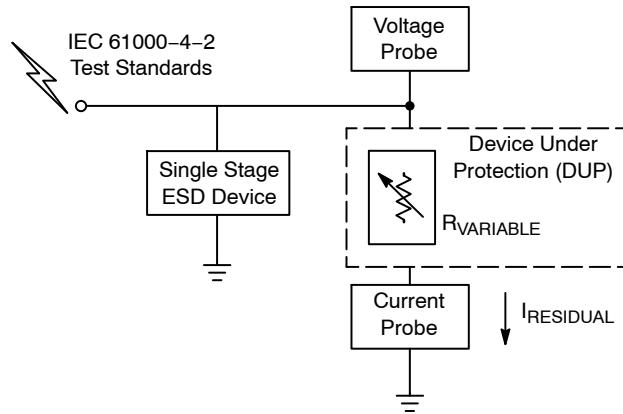 IEC 61000−4−2
Test Standards
Voltage
Probe
Single Stage
ESD Device
Device Under
Protection (DUP)
RVARIABLE
Current
Probe
IRESIDUAL